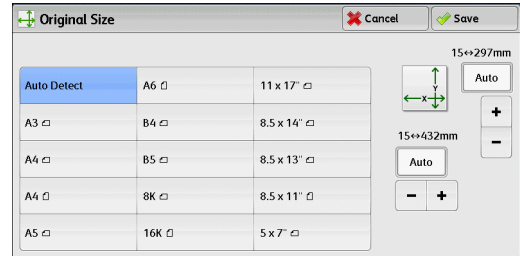 Original Size
Cancel
Save
Auto Detect
A6
11 x 17"
A3
B4
8.5 x 14"
A4
B5
8.5 x 13"
A4
8K
8.5 x 11"
A5
16K
5 x 7"
15↔297mm
Y
X
Auto
+
−
15↔432mm
Auto
− +